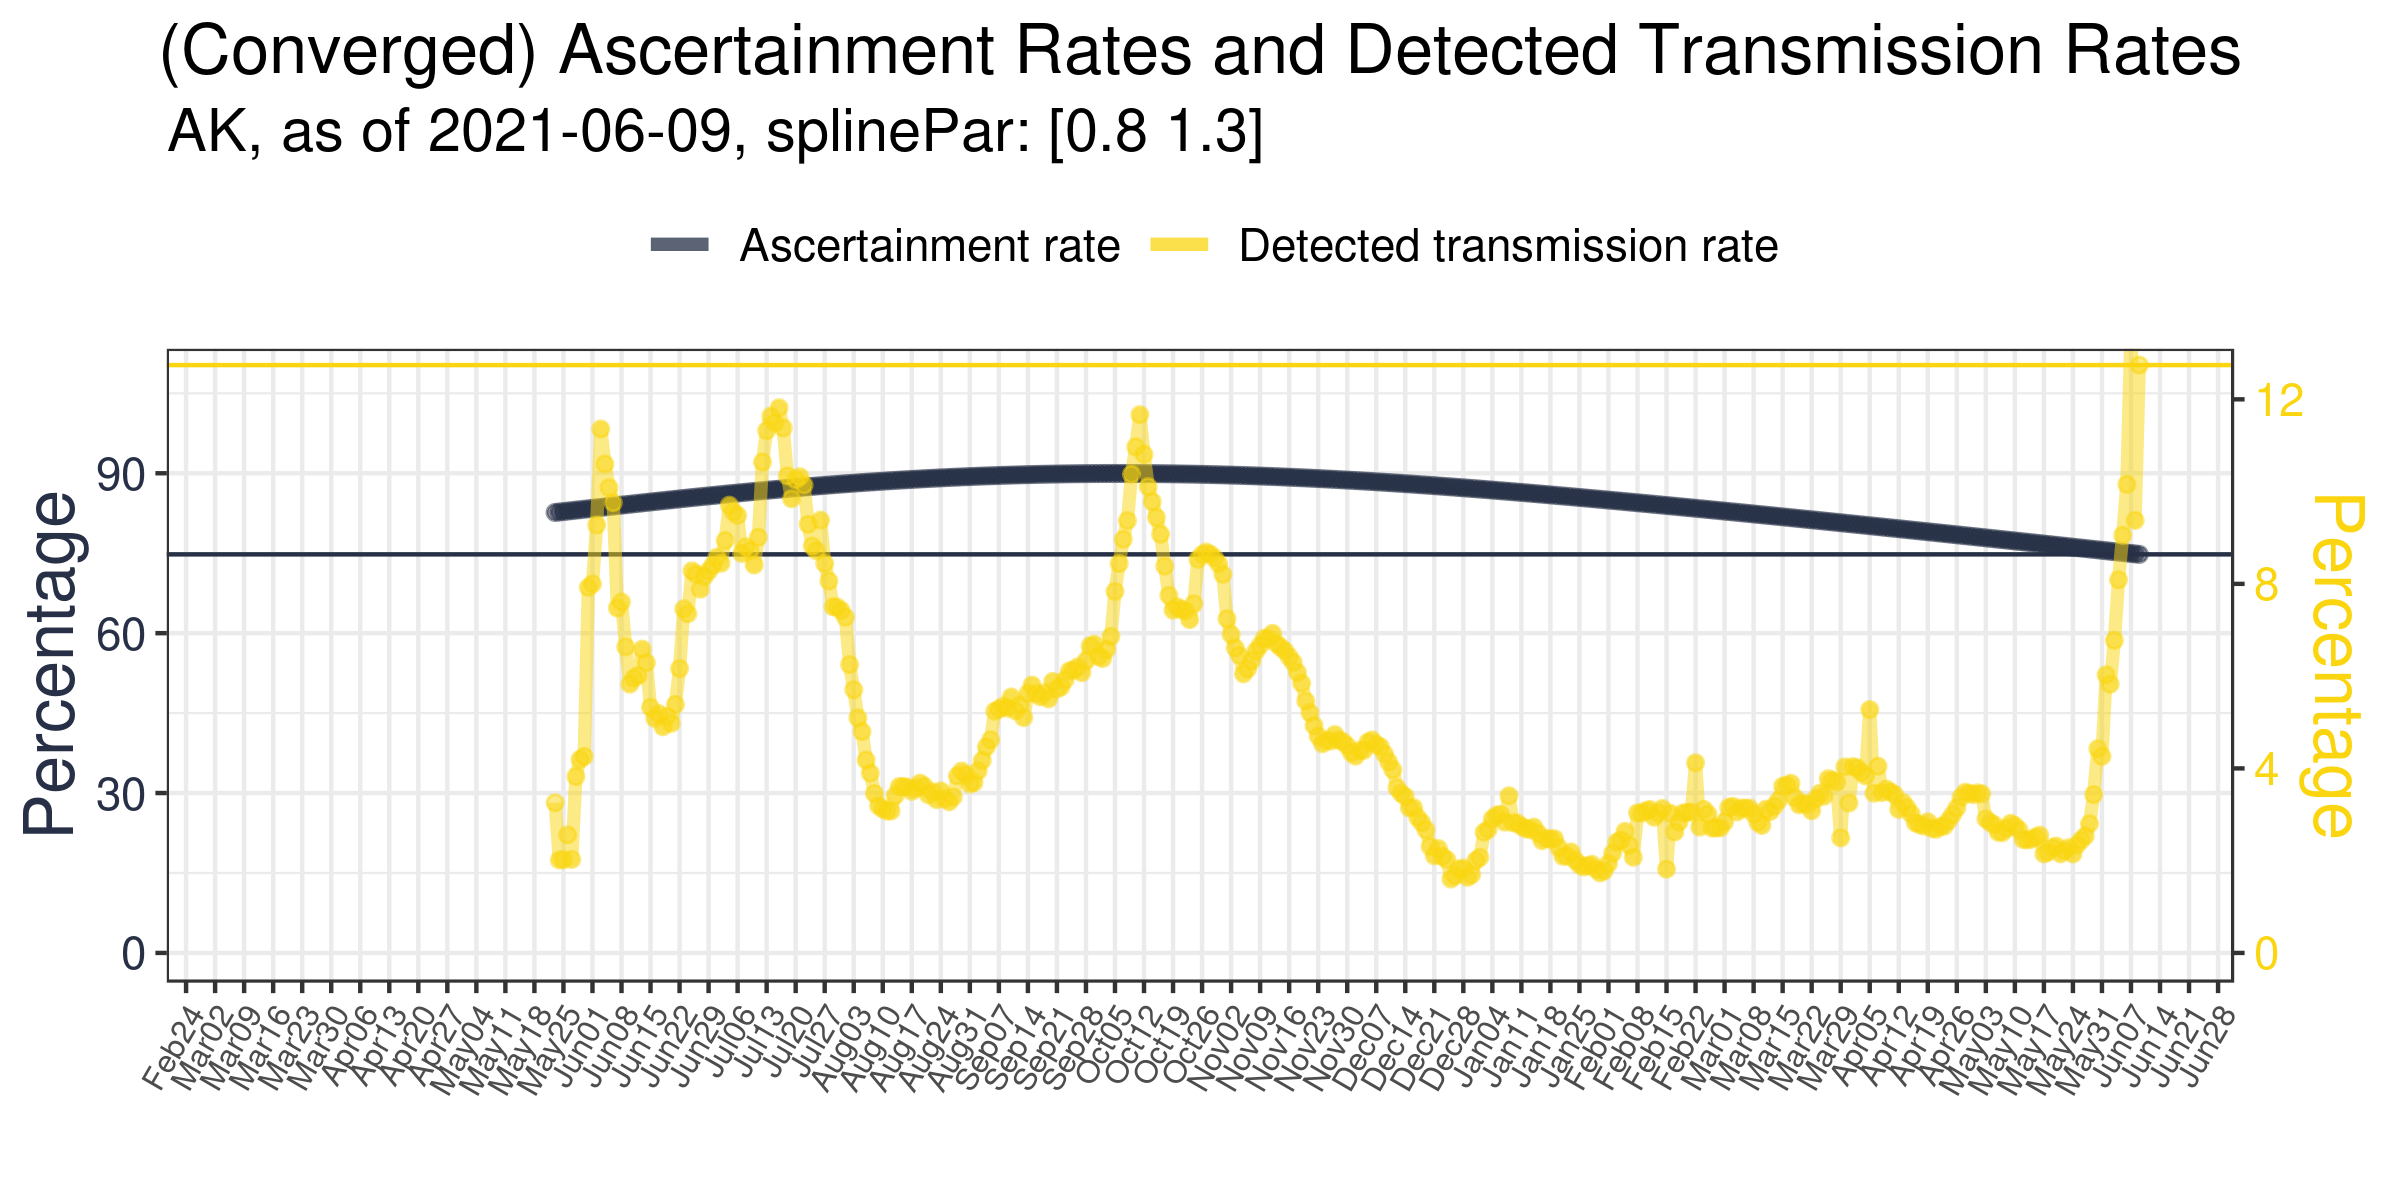 (Converged) Ascertainment Rates and Detected Transmission Rates
AK, as of 2021-06-09, splinePar: [0.8 1.3]
Ascertainment rate
Detected transmission rate
Percentage
90
60
30
0
12
8
4
0
Percentage
Feb24
Mar02
Mar09
Mar16
Mar23
Mar30
Apr06
Apr13
Apr20
Apr27
May04
May11
May18
May25
Jun01
Jun08
Jun15
Jun22
Jun29
Jul06
Jul13
Jul20
Jul27
Aug03
Aug10
Aug17
Aug24
Aug31
Sep07
Sep14
Sep21
Sep28
Oct05
Oct12
Oct19
Oct26
Nov02
Nov09
Nov16
Nov23
Nov30
Dec07
Dec14
Dec21
Dec28
Jan04
Jan11
Jan18
Jan25
Feb01
Feb08
Feb15
Feb22
Mar01
Mar08
Mar15
Mar22
Mar29
Apr05
Apr12
Apr19
Apr26
May03
May10
May17
May24
May31
Jun07
Jun14
Jun21
Jun28